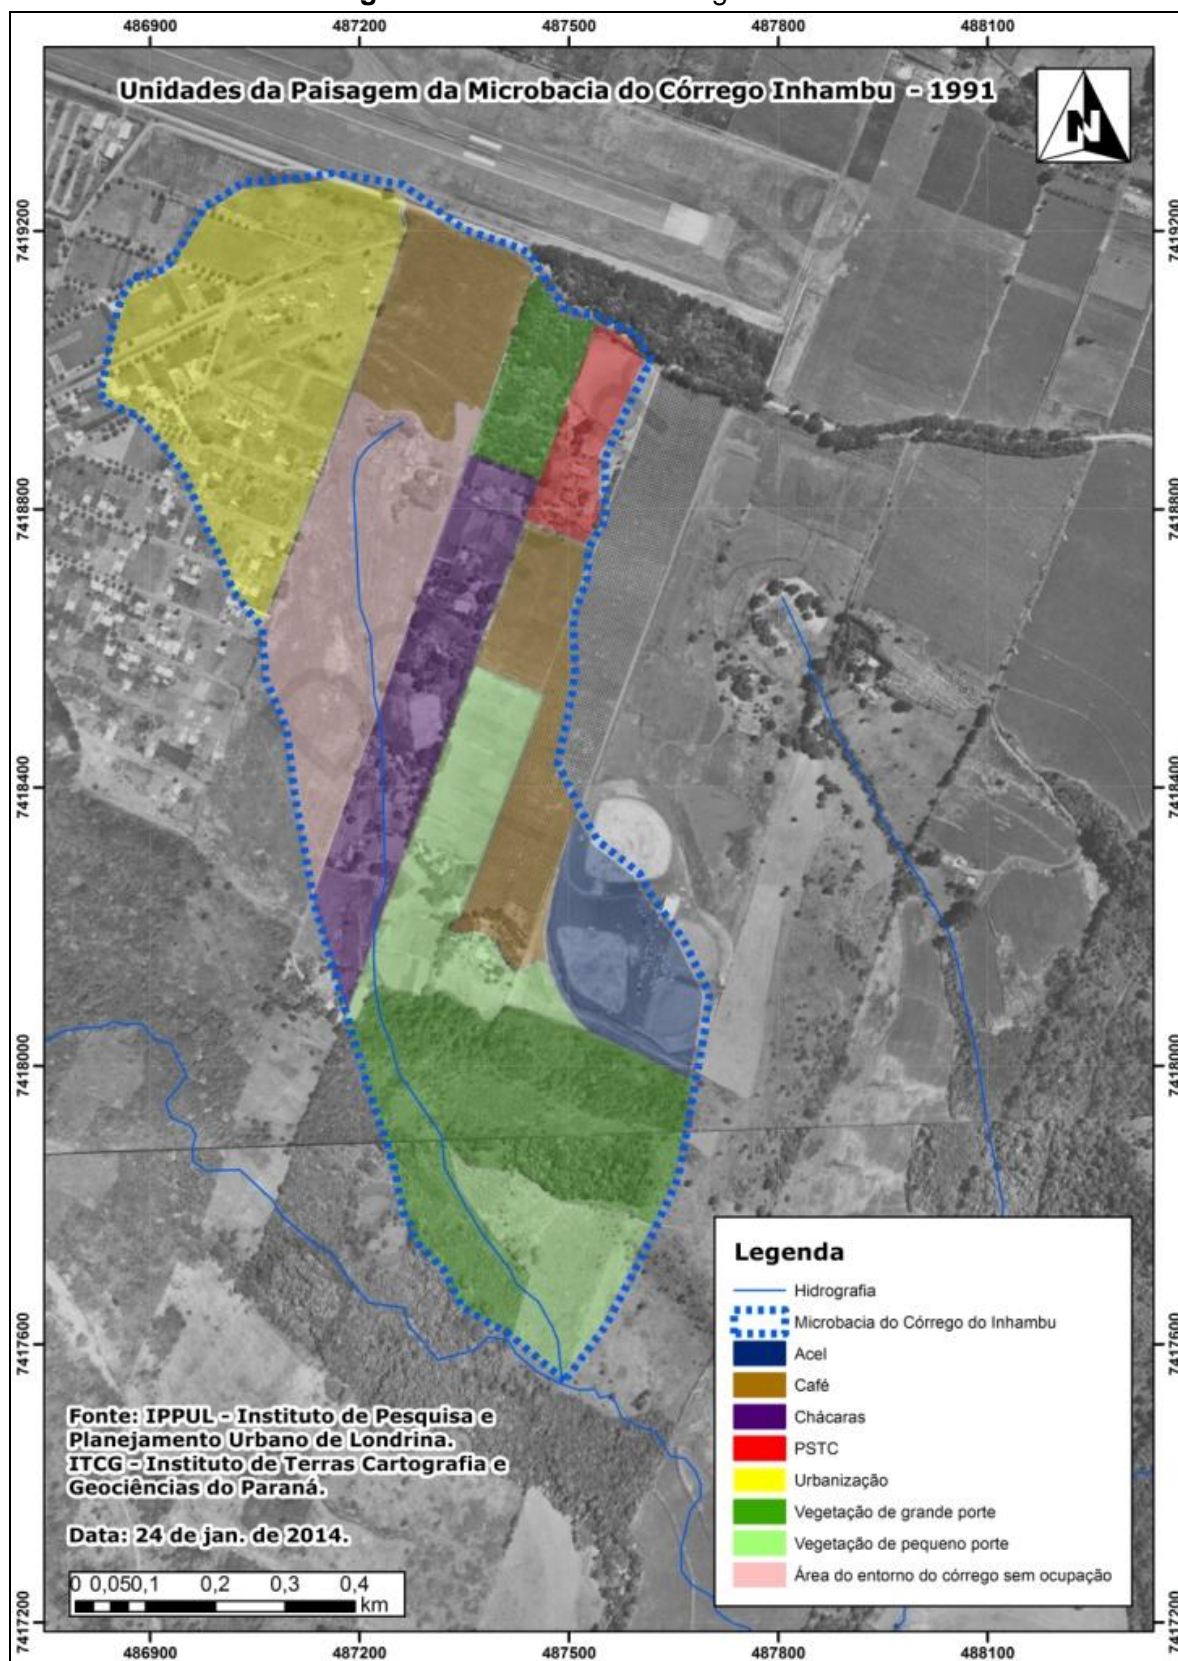 486900 487200 487500 487800 488100
Unidades da Paisagem da Microbacia do Córrego Inhambu - 1991
N
7419200 7419200
7418800 7418800
7418400 7418400
7418000 7418000
Legenda
Hidrografia
Microbacia do Córrego do Inhambu
Acel
Café
Chácaras
PSTC
Urbanização
Vegetação de grande porte
Vegetação de pequeno porte
Área do entorno do córrego sem ocupação
7417600 7417600
Fonte: IPPUL - Instituto de Pesquisa e
Planejamento Urbano de Londrina.
ITCG - Instituto de Terras Cartografia e
Geociências do Paraná.
Data: 24 de jan. de 2014.
0 0,050,1 0,2 0,3 0,4
km
7417200 7417200
486900 487200 487500 487800 488100